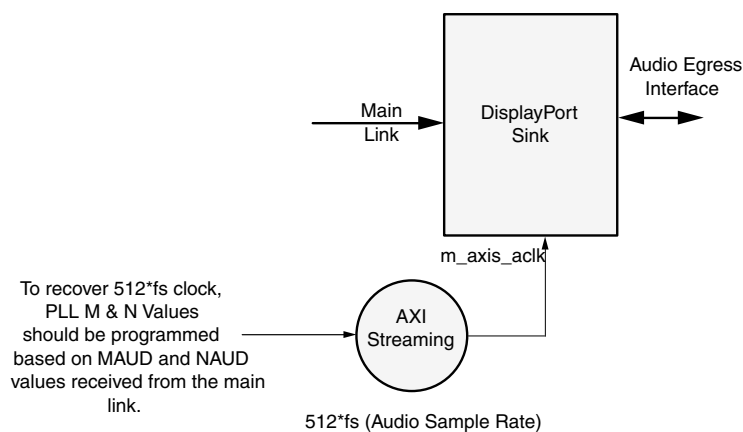 Audio Egress
Interface
Main
Link
DisplayPort
Sink
m_axis_aclk
To recover 512*fs clock,
PLL M & N Values
should be programmed
based on MAUD and NAUD
values received from the main
link.
AXI
Streaming
512*fs (Audio Sample Rate)